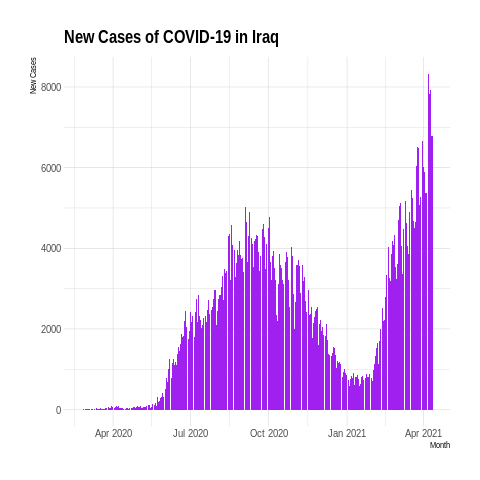 New Cases of COVID-19 in Iraq
New Cases
8000
6000
4000
2000
0
Apr 2020 Jul 2020 Oct 2020 Jan 2021 Apr 2021
Month